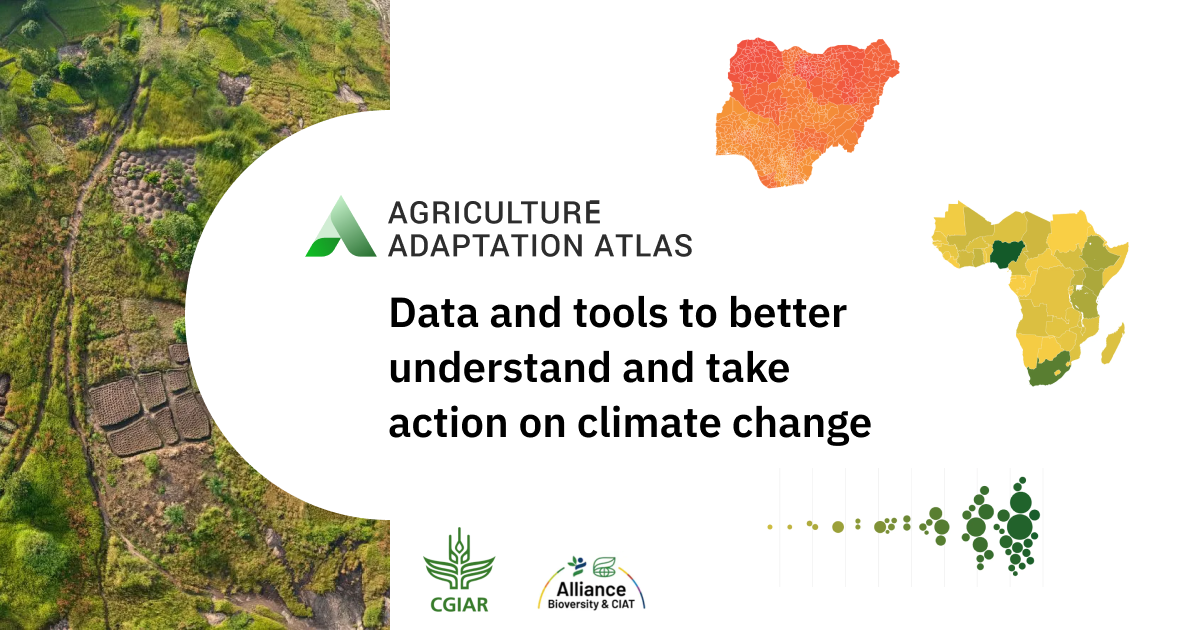 AGRICULTURE
ADAPTATION ATLAS
Data and tools to better
understand and take
action on climate change
CGIAR
Alliance
Bioversity & CIAT